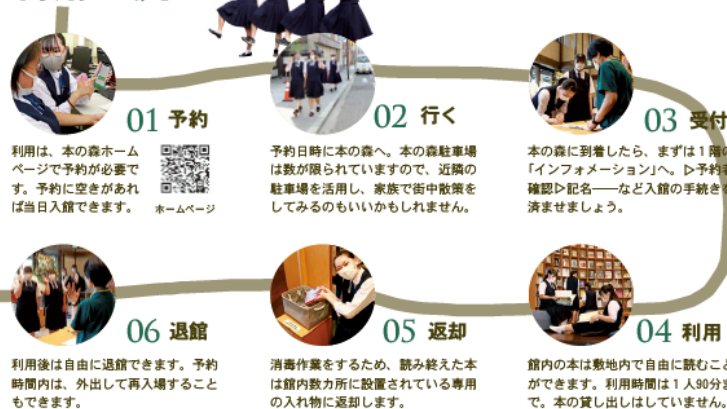 01 予約
利用は、本の森ホーム
ページで予約が必要で
す。予約に空きがあれ
ば当日入館できます。
ホームページ
02 行く
予約日時に本の森へ。本の森駐車場
は数が限られていますので、近隣の
駐車場を活用し、家族で街中散策を
してみるのもいいかもしれません。
03 受付
本の森に到着したら、まずは1階の
「インフォメーション」へ。▷予約者
確認▷記名――など入館の手続きを
済ませましょう。
04 利用
館内の本は敷地内で自由に読むこと
ができます。利用時間は1人90分ま
で。本の貸し出しはしていません。
05 返却
消毒作業をするため、読み終えた本
は館内数カ所に設置されている専用
の入れ物に返却します。
06 退館
利用後は自由に退館できます。予約
時間内は、外出して再入場すること
もできます。